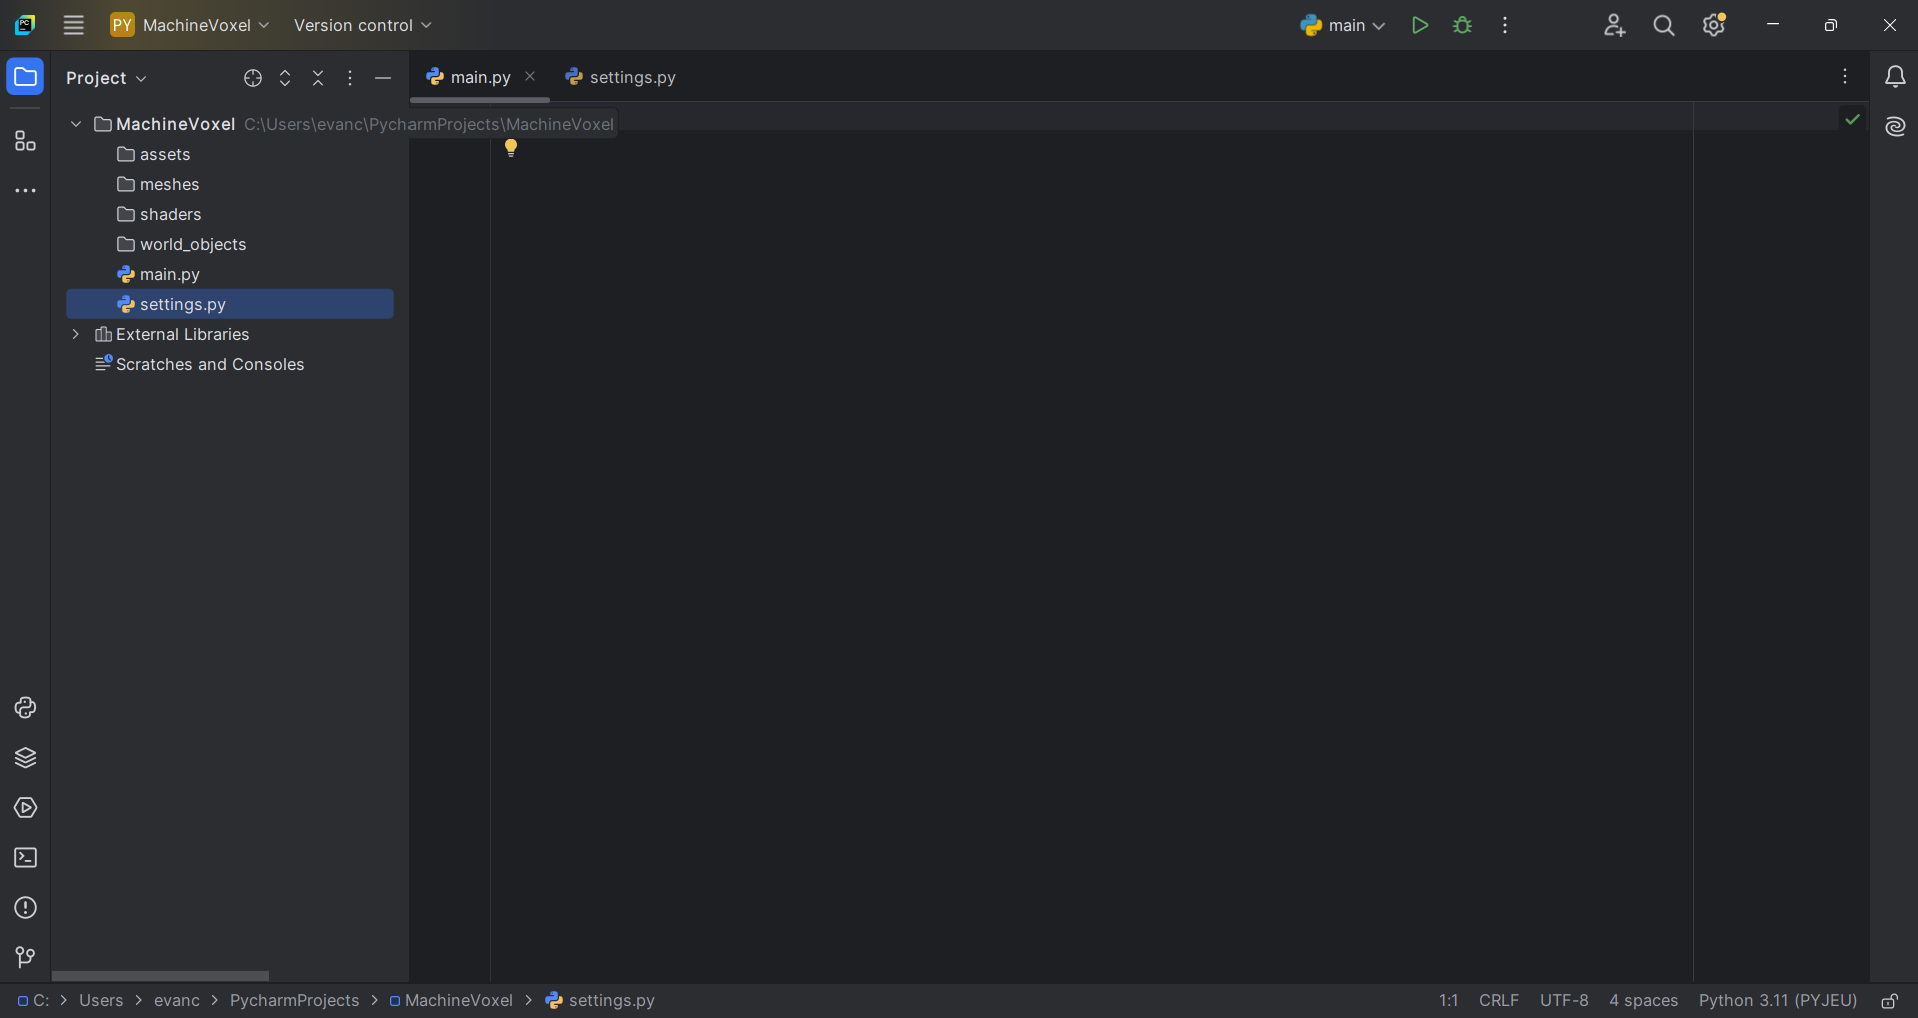 PY MachineVoxel Version control main
Project main.py settings.py
MachineVoxel C:\Users\evanc\PycharmProjects\MachineVoxel
assets
meshes
shaders
world_objects
main.py
settings.py
External Libraries
Scratches and Consoles
C: > Users > evanc > PycharmProjects > MachineVoxel > settings.py 1:1 CRLF UTF-8 4 spaces Python 3.11 (PYJEU)